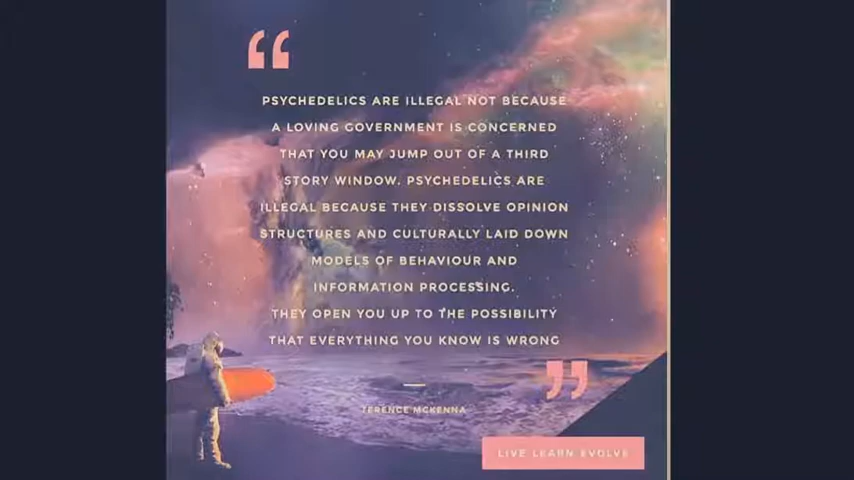 “
PSYCHEDELICS ARE ILLEGAL NOT BECAUSE
A LOVING GOVERNMENT IS CONCERNED
THAT YOU MAY JUMP OUT OF A THIRD
STORY WINDOW. PSYCHEDELICS ARE
ILLEGAL BECAUSE THEY DISSOLVE OPINION
STRUCTURES AND CULTURALLY LAID DOWN
MODELS OF BEHAVIOUR AND
INFORMATION PROCESSING.
THEY OPEN YOU UP TO THE POSSIBILITY
THAT EVERYTHING YOU KNOW IS WRONG
”
TERENCE MCKENNA
LIVE LEARN EVOLVE